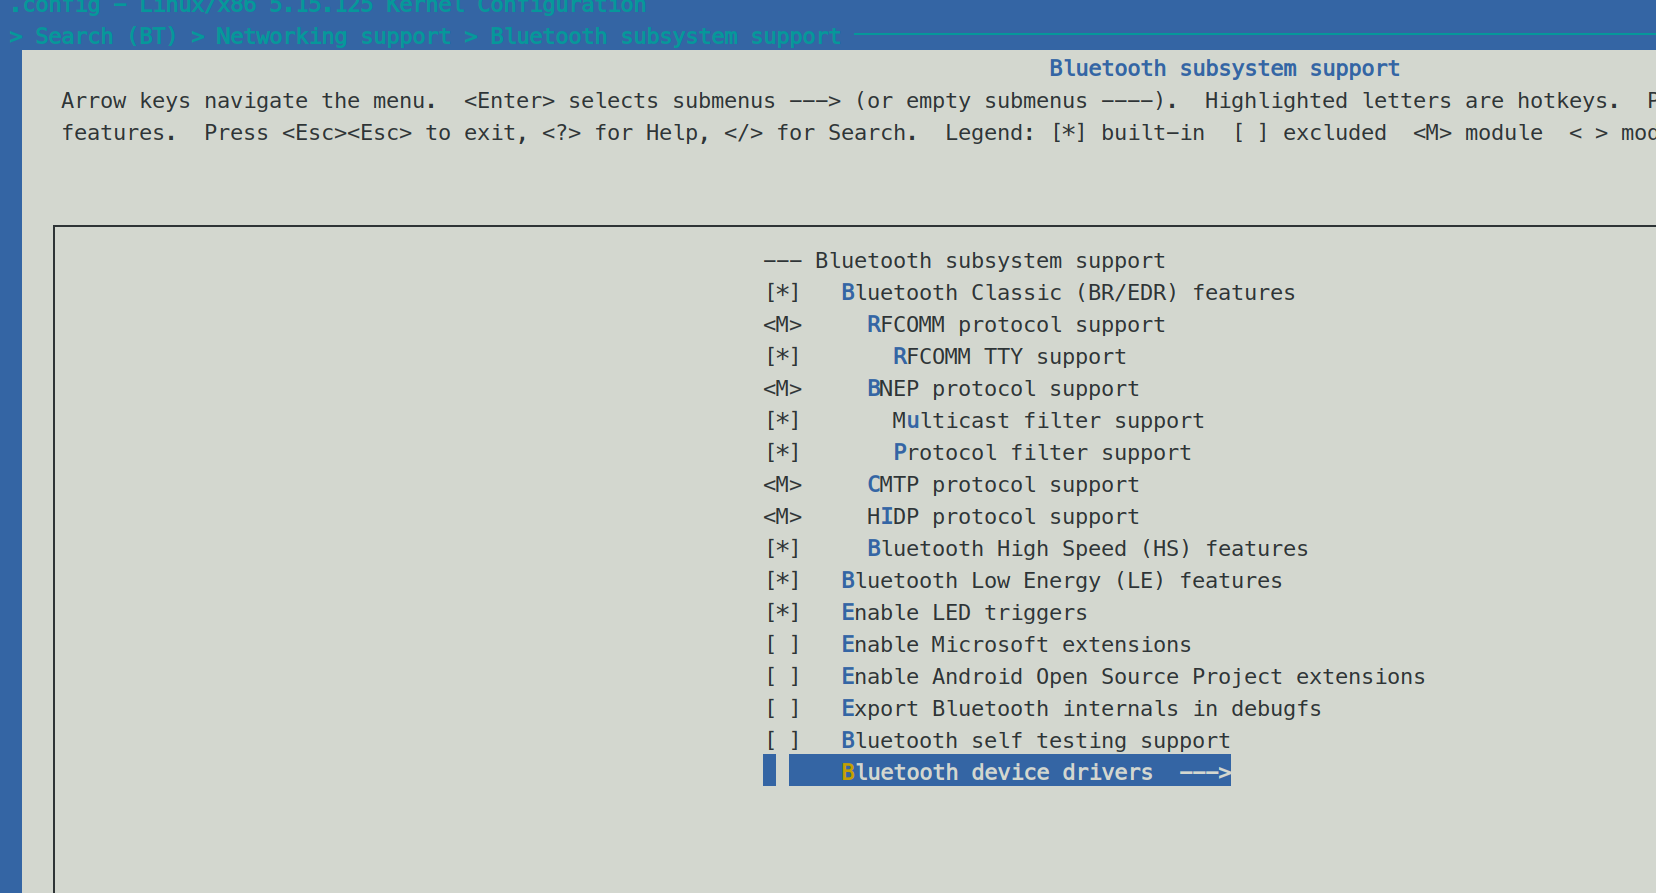 .config - Linux/x86 5.15.125 Kernel Configuration
> Search (BT) > Networking support > Bluetooth subsystem support
Bluetooth subsystem support
Arrow keys navigate the menu.  <Enter> selects submenus ---> (or empty submenus ----).  Highlighted letters are hotkeys.
features.  Press <Esc><Esc> to exit, <?> for Help, </> for Search.  Legend: [*] built-in  [ ] excluded  <M> module  < >
--- Bluetooth subsystem support
[*]   Bluetooth Classic (BR/EDR) features
<M>     RFCOMM protocol support
[*]       RFCOMM TTY support
<M>     BNEP protocol support
[*]       Multicast filter support
[*]       Protocol filter support
<M>     CMTP protocol support
<M>     HIDP protocol support
[*]     Bluetooth High Speed (HS) features
[*]   Bluetooth Low Energy (LE) features
[*]   Enable LED triggers
[ ]   Enable Microsoft extensions
[ ]   Enable Android Open Source Project extensions
[ ]   Export Bluetooth internals in debugfs
[ ]   Bluetooth self testing support
Bluetooth device drivers  --->